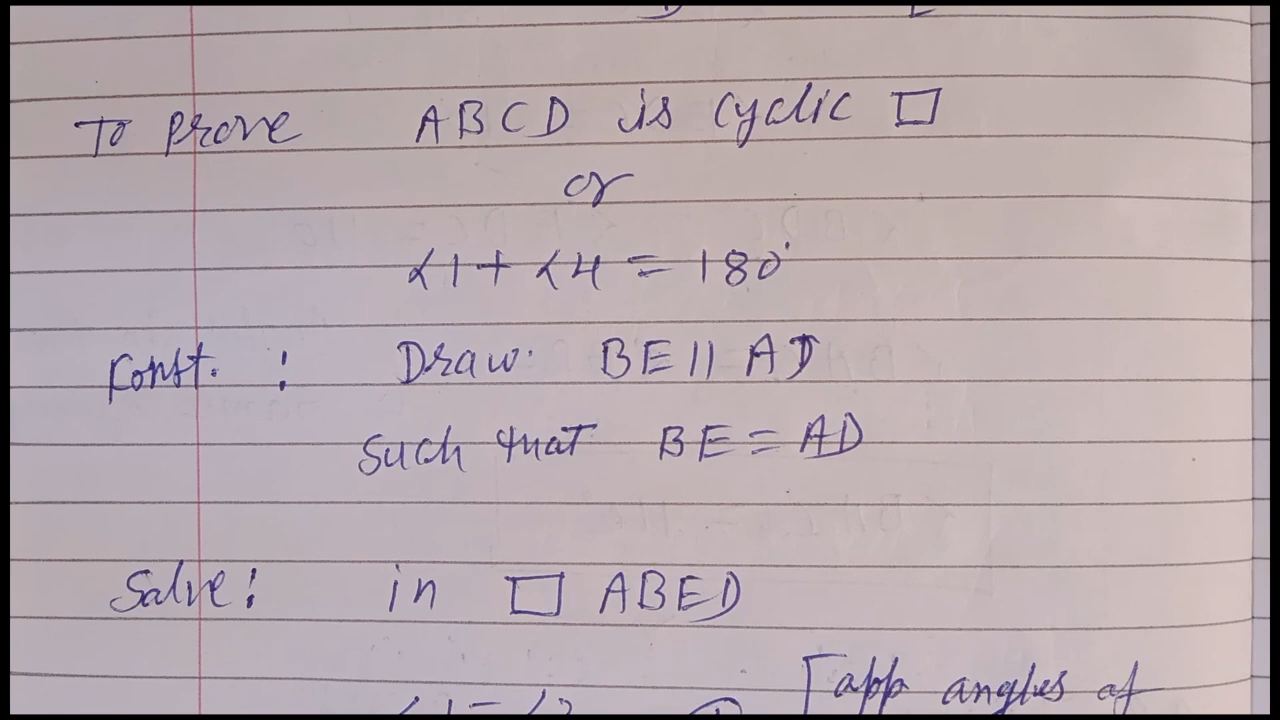 To prove ABCD is cyclic □
or
∠1 + ∠4 = 180°
Const. : Draw BE || AD
such that BE = AD
Solve: in □ ABED
[app angles of